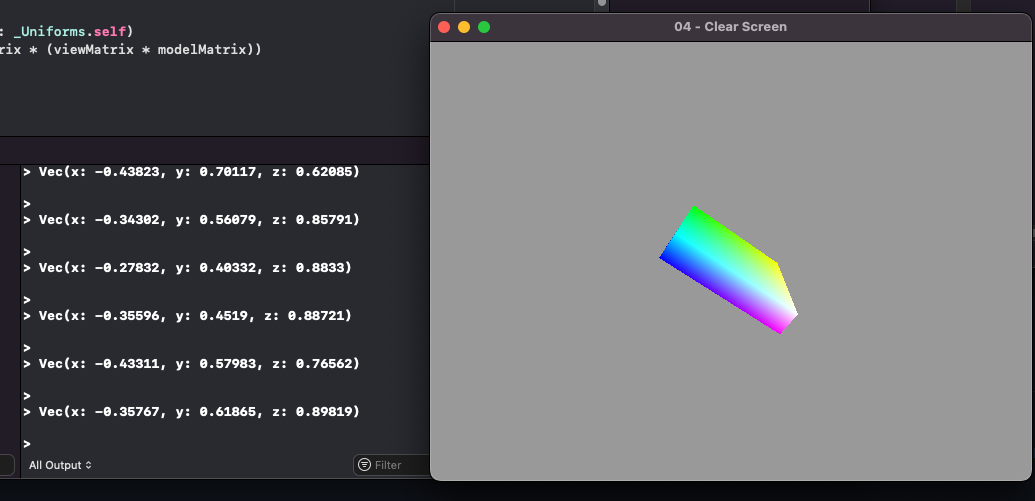 : _Uniforms.self)
rix * (viewMatrix * modelMatrix))
> Vec(x: -0.43823, y: 0.70117, z: 0.62085)
>
> Vec(x: -0.34302, y: 0.56079, z: 0.85791)
>
> Vec(x: -0.27832, y: 0.40332, z: 0.8833)
>
> Vec(x: -0.35596, y: 0.4519, z: 0.88721)
>
> Vec(x: -0.43311, y: 0.57983, z: 0.76562)
>
> Vec(x: -0.35767, y: 0.61865, z: 0.89819)
>
All Output
Filter
04 - Clear Screen